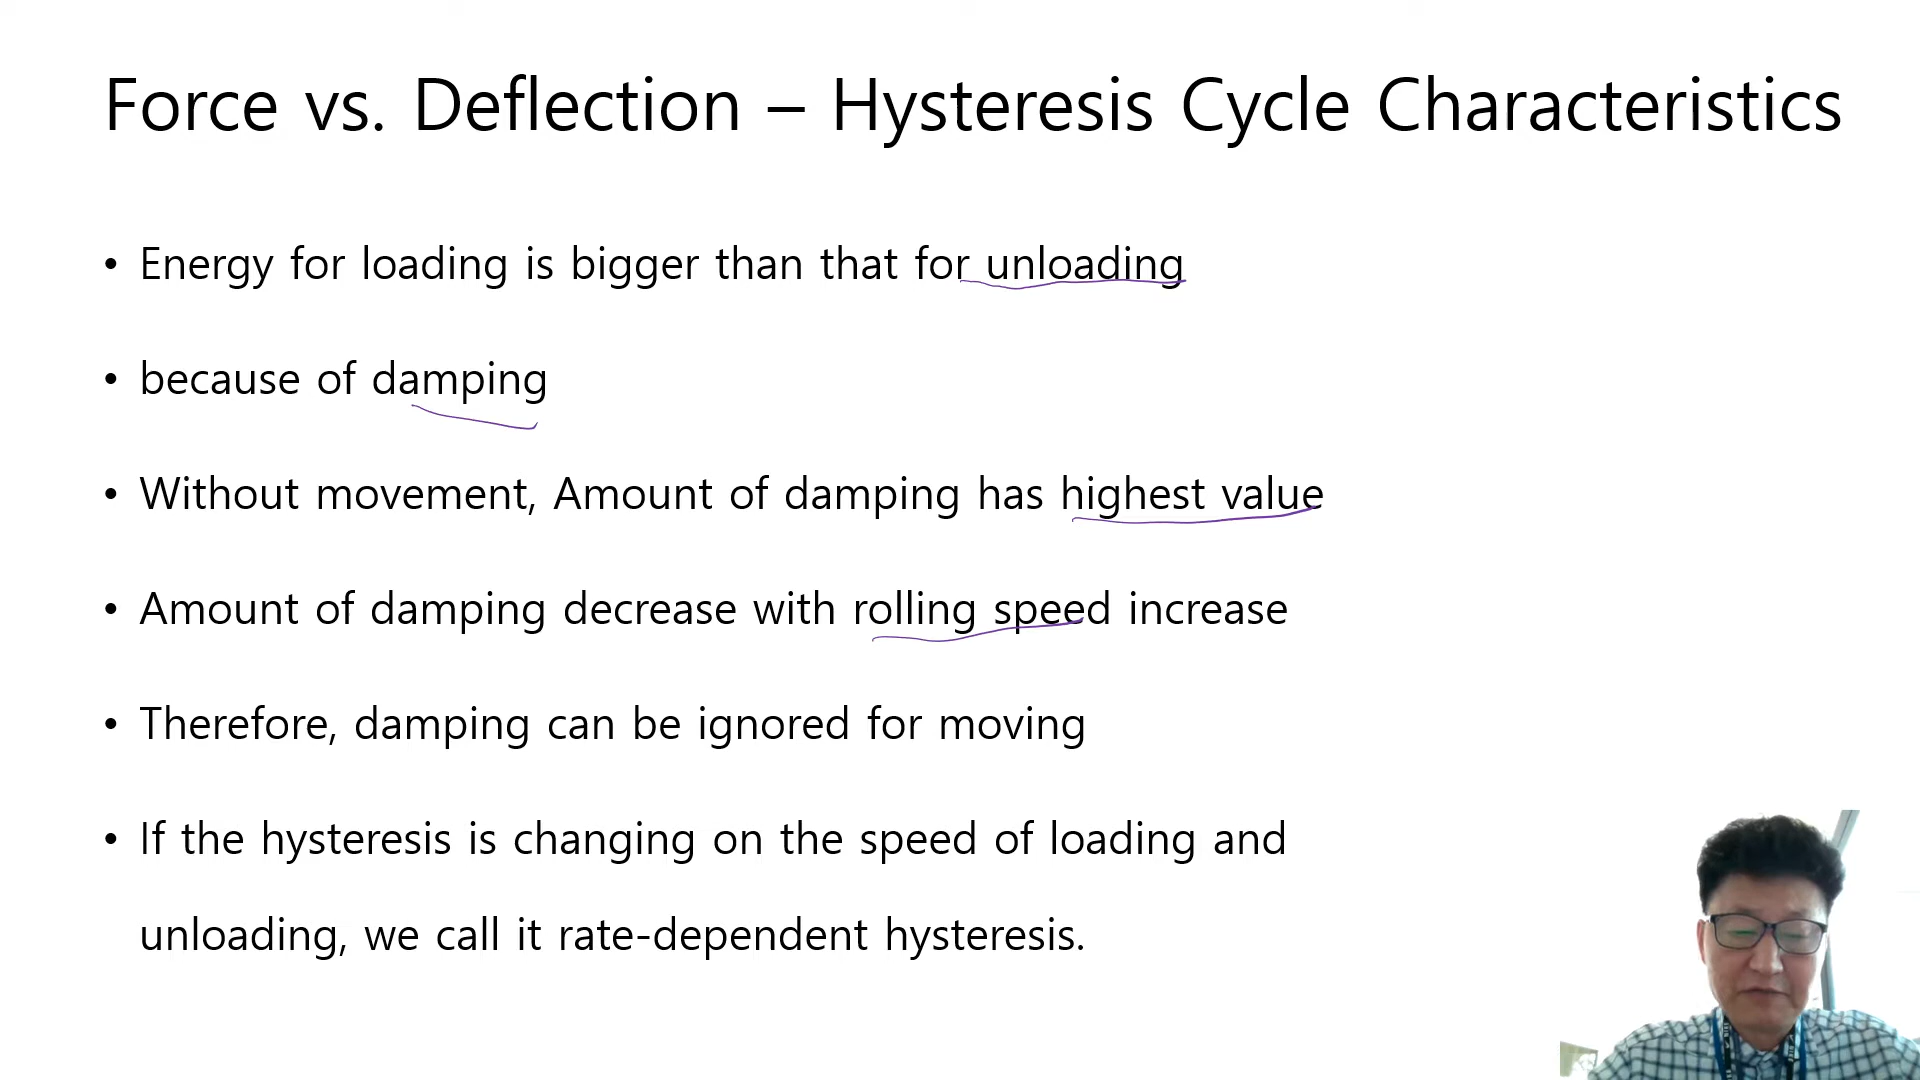 Force vs. Deflection – Hysteresis Cycle Characteristics
• Energy for loading is bigger than that for unloading
• because of damping
• Without movement, Amount of damping has highest value
• Amount of damping decrease with rolling speed increase
• Therefore, damping can be ignored for moving
• If the hysteresis is changing on the speed of loading and
unloading, we call it rate-dependent hysteresis.